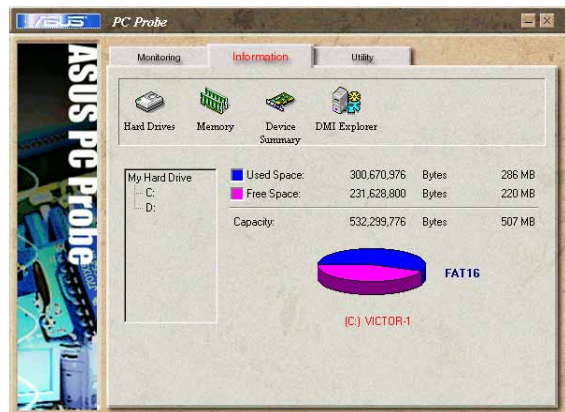 ASUS PC Probe
ASUS PC Probe
Monitoring Information Utility
Hard Drives Memory Device Summary DMI Explorer
My Hard Drive
C:
D:
Used Space: 300,670,976 Bytes 286 MB
Free Space: 231,628,800 Bytes 220 MB
Capacity: 532,299,776 Bytes 507 MB
FAT16
(C:) VICTOR-1